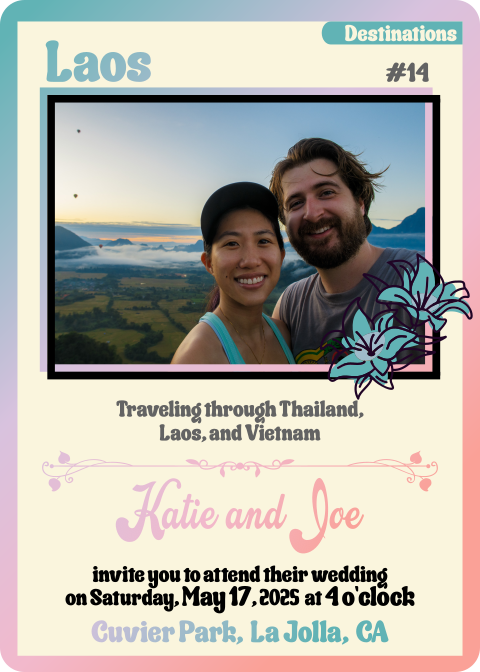 Destinations
Laos
#14
Traveling through Thailand,
Laos, and Vietnam
Katie and Joe
invite you to attend their wedding
on Saturday, May 17, 2025 at 4 o'clock
Cuvier Park, La Jolla, CA